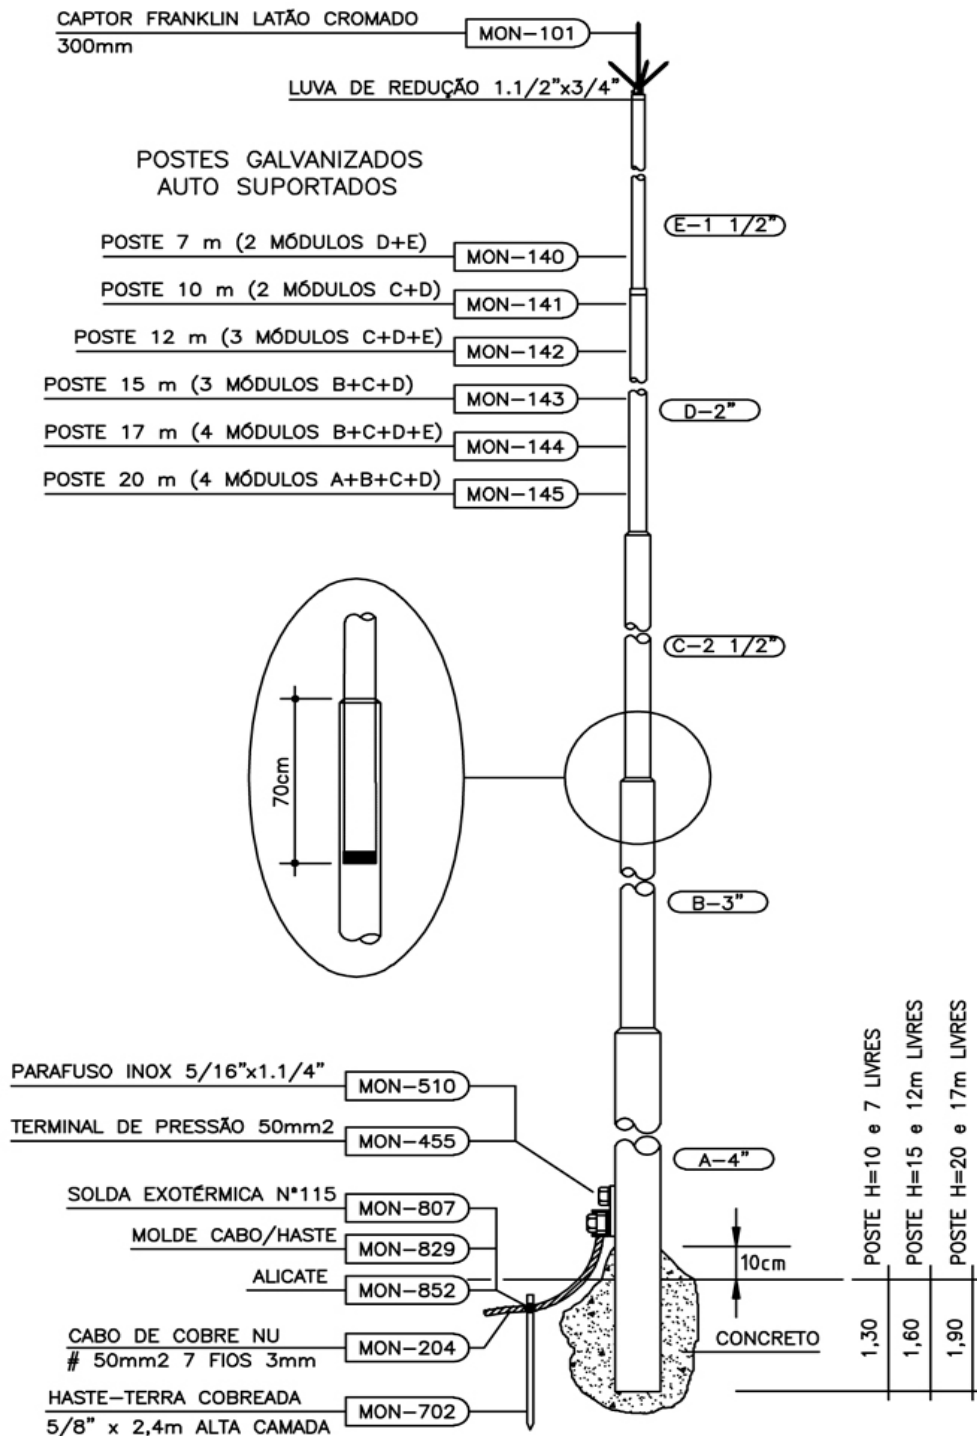 CAPTOR FRANKLIN LATÃO CROMADO
300mm
MON-101
LUVA DE REDUÇÃO 1.1/2"x3/4"
POSTES GALVANIZADOS
AUTO SUPORTADOS
E-1 1/2"
POSTE 7 m (2 MÓDULOS D+E)
MON-140
POSTE 10 m (2 MÓDULOS C+D)
MON-141
POSTE 12 m (3 MÓDULOS C+D+E)
MON-142
POSTE 15 m (3 MÓDULOS B+C+D)
MON-143
D-2"
POSTE 17 m (4 MÓDULOS B+C+D+E)
MON-144
POSTE 20 m (4 MÓDULOS A+B+C+D)
MON-145
C-2 1/2"
70cm
B-3"
PARAFUSO INOX 5/16"x1.1/4"
MON-510
TERMINAL DE PRESSÃO 50mm2
MON-455
A-4"
SOLDA EXOTÉRMICA N°115
MON-807
MOLDE CABO/HASTE
MON-829
ALICATE
MON-852
10cm
CABO DE COBRE NU
# 50mm2 7 FIOS 3mm
MON-204
CONCRETO
HASTE-TERRA COBREADA
5/8" x 2,4m ALTA CAMADA
MON-702
POSTE H=10 e 7 LIVRES
1,30
POSTE H=15 e 12m LIVRES
1,60
POSTE H=20 e 17m LIVRES
1,90